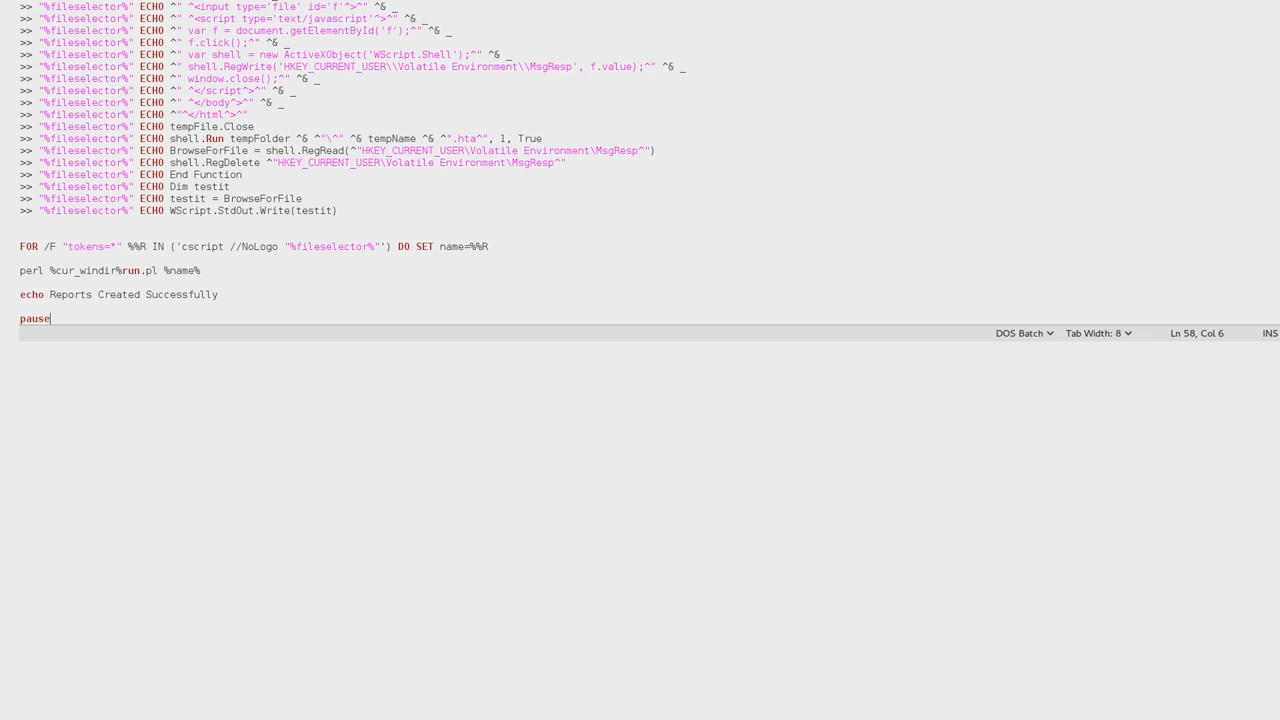 >> "%fileselector%" ECHO ^" ^<input type='file' id='f'^>^" ^& _
>> "%fileselector%" ECHO ^" ^<script type='text/javascript'^>^" ^& _
>> "%fileselector%" ECHO ^" var f = document.getElementById('f');^" ^& _
>> "%fileselector%" ECHO ^" f.click();^" ^& _
>> "%fileselector%" ECHO ^" var shell = new ActiveXObject('WScript.Shell');^" ^& _
>> "%fileselector%" ECHO ^" shell.RegWrite('HKEY_CURRENT_USER\\Volatile Environment\\MsgResp', f.value);^" ^& _
>> "%fileselector%" ECHO ^" window.close();^" ^& _
>> "%fileselector%" ECHO ^" ^</script^>^" ^& _
>> "%fileselector%" ECHO ^" ^</body^>^" ^& _
>> "%fileselector%" ECHO ^"^</html^>^"
>> "%fileselector%" ECHO tempFile.Close
>> "%fileselector%" ECHO shell.Run tempFolder ^& ^"\^" ^& tempName ^& ^".hta^", 1, True
>> "%fileselector%" ECHO BrowseForFile = shell.RegRead(^"HKEY_CURRENT_USER\Volatile Environment\MsgResp^")
>> "%fileselector%" ECHO shell.RegDelete ^"HKEY_CURRENT_USER\Volatile Environment\MsgResp^"
>> "%fileselector%" ECHO End Function
>> "%fileselector%" ECHO Dim testit
>> "%fileselector%" ECHO testit = BrowseForFile
>> "%fileselector%" ECHO WScript.StdOut.Write(testit)
FOR /F "tokens=*" %%R IN ('cscript //NoLogo "%fileselector%"') DO SET name=%%R
perl %cur_windir%run.pl %name%
echo Reports Created Successfully
pause
DOS Batch Tab Width: 8 Ln 58, Col 6 INS